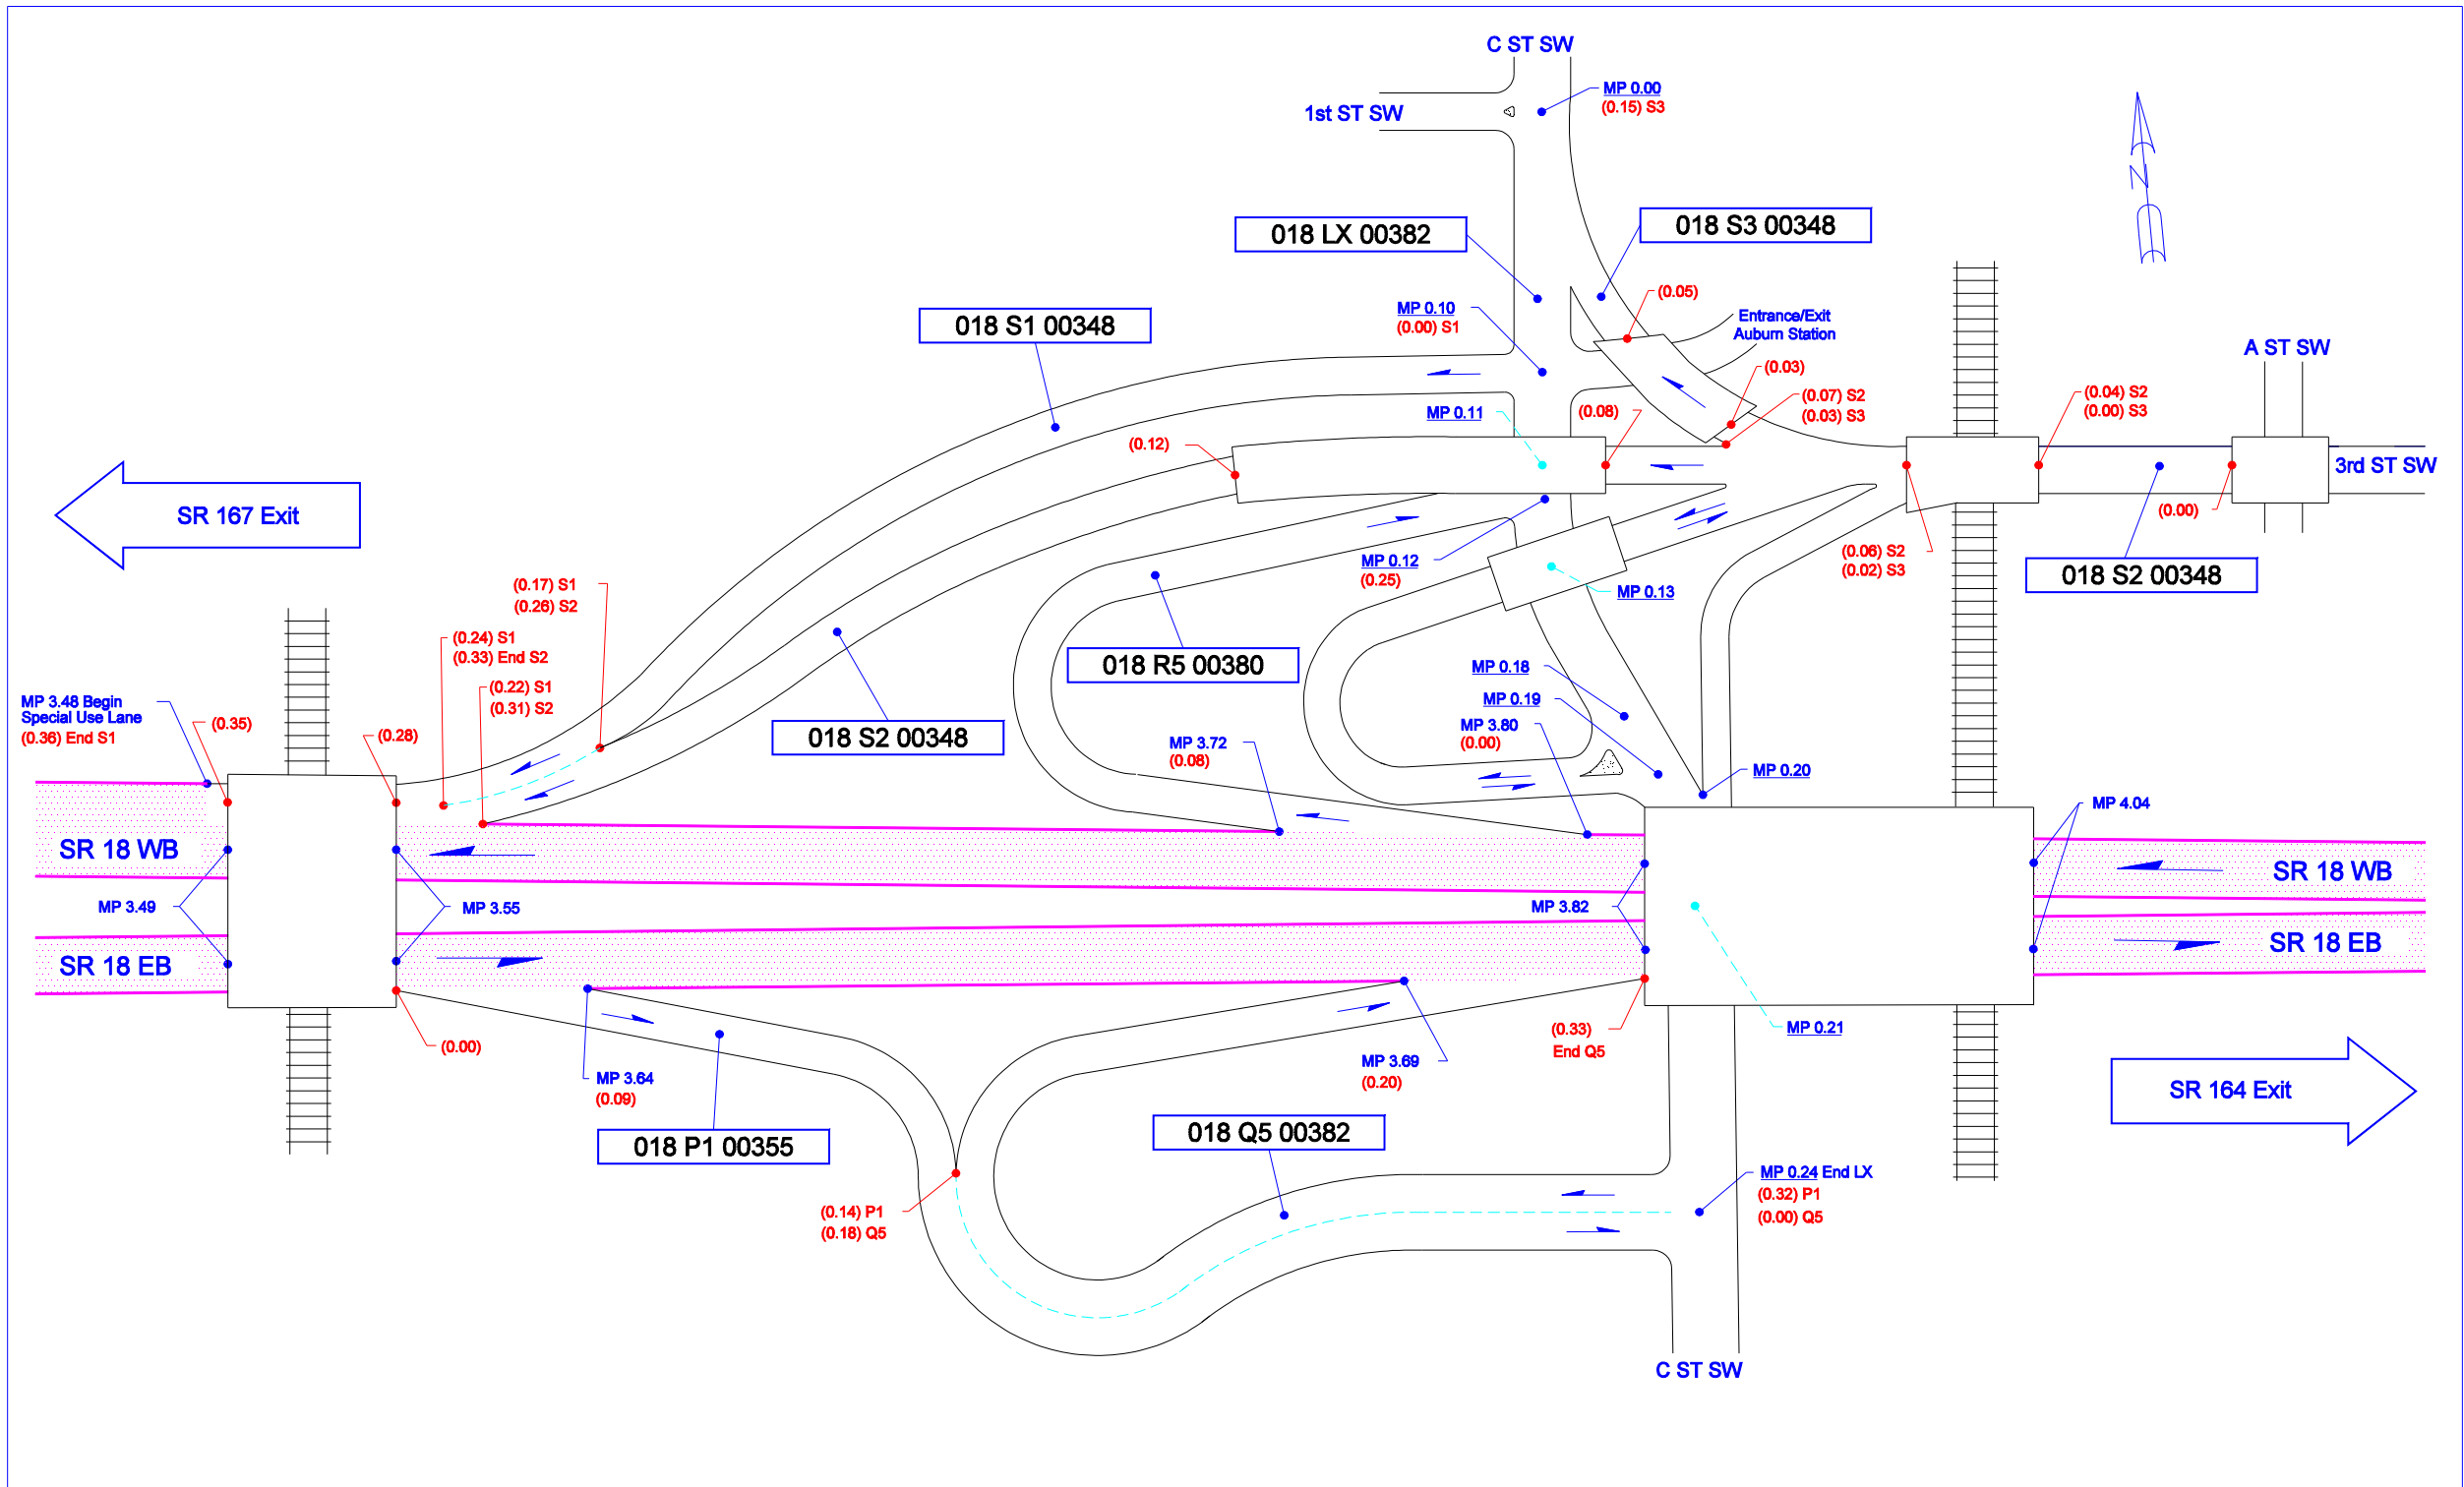 C ST SW
MP 0.00
(0.15) S3
1st ST SW
018 LX 00382
018 S3 00348
N
(0.05)
MP 0.10
(0.00) S1
Entrance/Exit
Auburn Station
018 S1 00348
A ST SW
(0.03)
(0.07) S2
(0.03) S3
(0.04) S2
(0.00) S3
MP 0.11
(0.08)
(0.12)
3rd ST SW
SR 167 Exit
(0.00)
MP 0.12
(0.25)
(0.06) S2
(0.02) S3
018 S2 00348
MP 0.13
(0.17) S1
(0.26) S2
(0.24) S1
(0.33) End S2
018 R5 00380
MP 0.18
(0.22) S1
(0.31) S2
MP 0.19
MP 3.48 Begin
Special Use Lane
(0.36) End S1
(0.35)
(0.28)
018 S2 00348
MP 3.80
(0.00)
MP 3.72
(0.08)
MP 0.20
MP 4.04
SR 18 WB
SR 18 WB
MP 3.49
MP 3.55
MP 3.82
SR 18 EB
SR 18 EB
MP 0.21
(0.00)
(0.33)
End Q5
MP 3.69
(0.20)
MP 3.64
(0.09)
SR 164 Exit
018 P1 00355
018 Q5 00382
MP 0.24 End LX
(0.32) P1
(0.00) Q5
(0.14) P1
(0.18) Q5
C ST SW